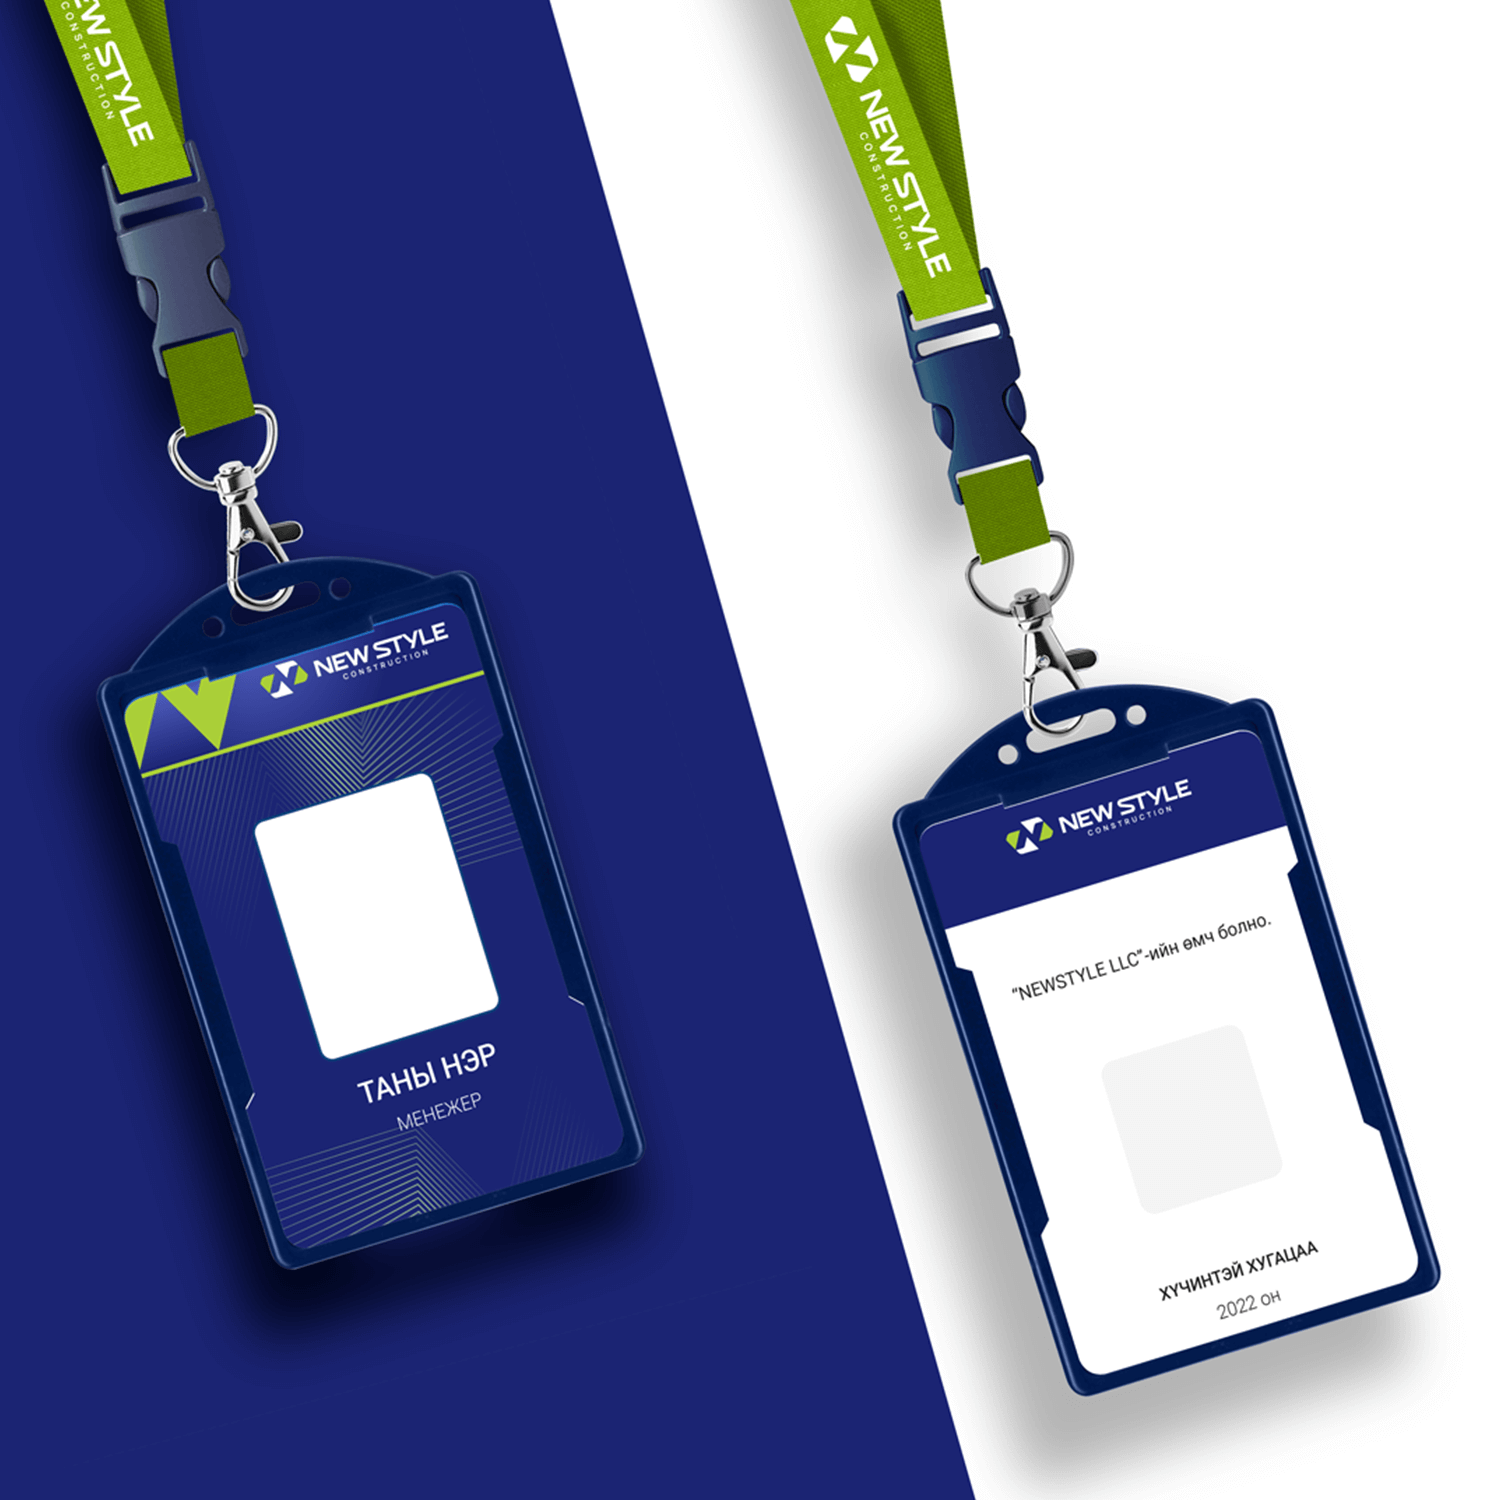 EW STYLE
CONSTRUCTION
NEW STYLE
CONSTRUCTION
ТАНЫ НЭР
МЕНЕЖЕР
NEW STYLE
CONSTRUCTION
NEW STYLE
CONSTRUCTION
“NEWSTYLE LLC”-ийн өмч болно.
ХҮЧИНТЭЙ ХУГАЦАА
2022 он